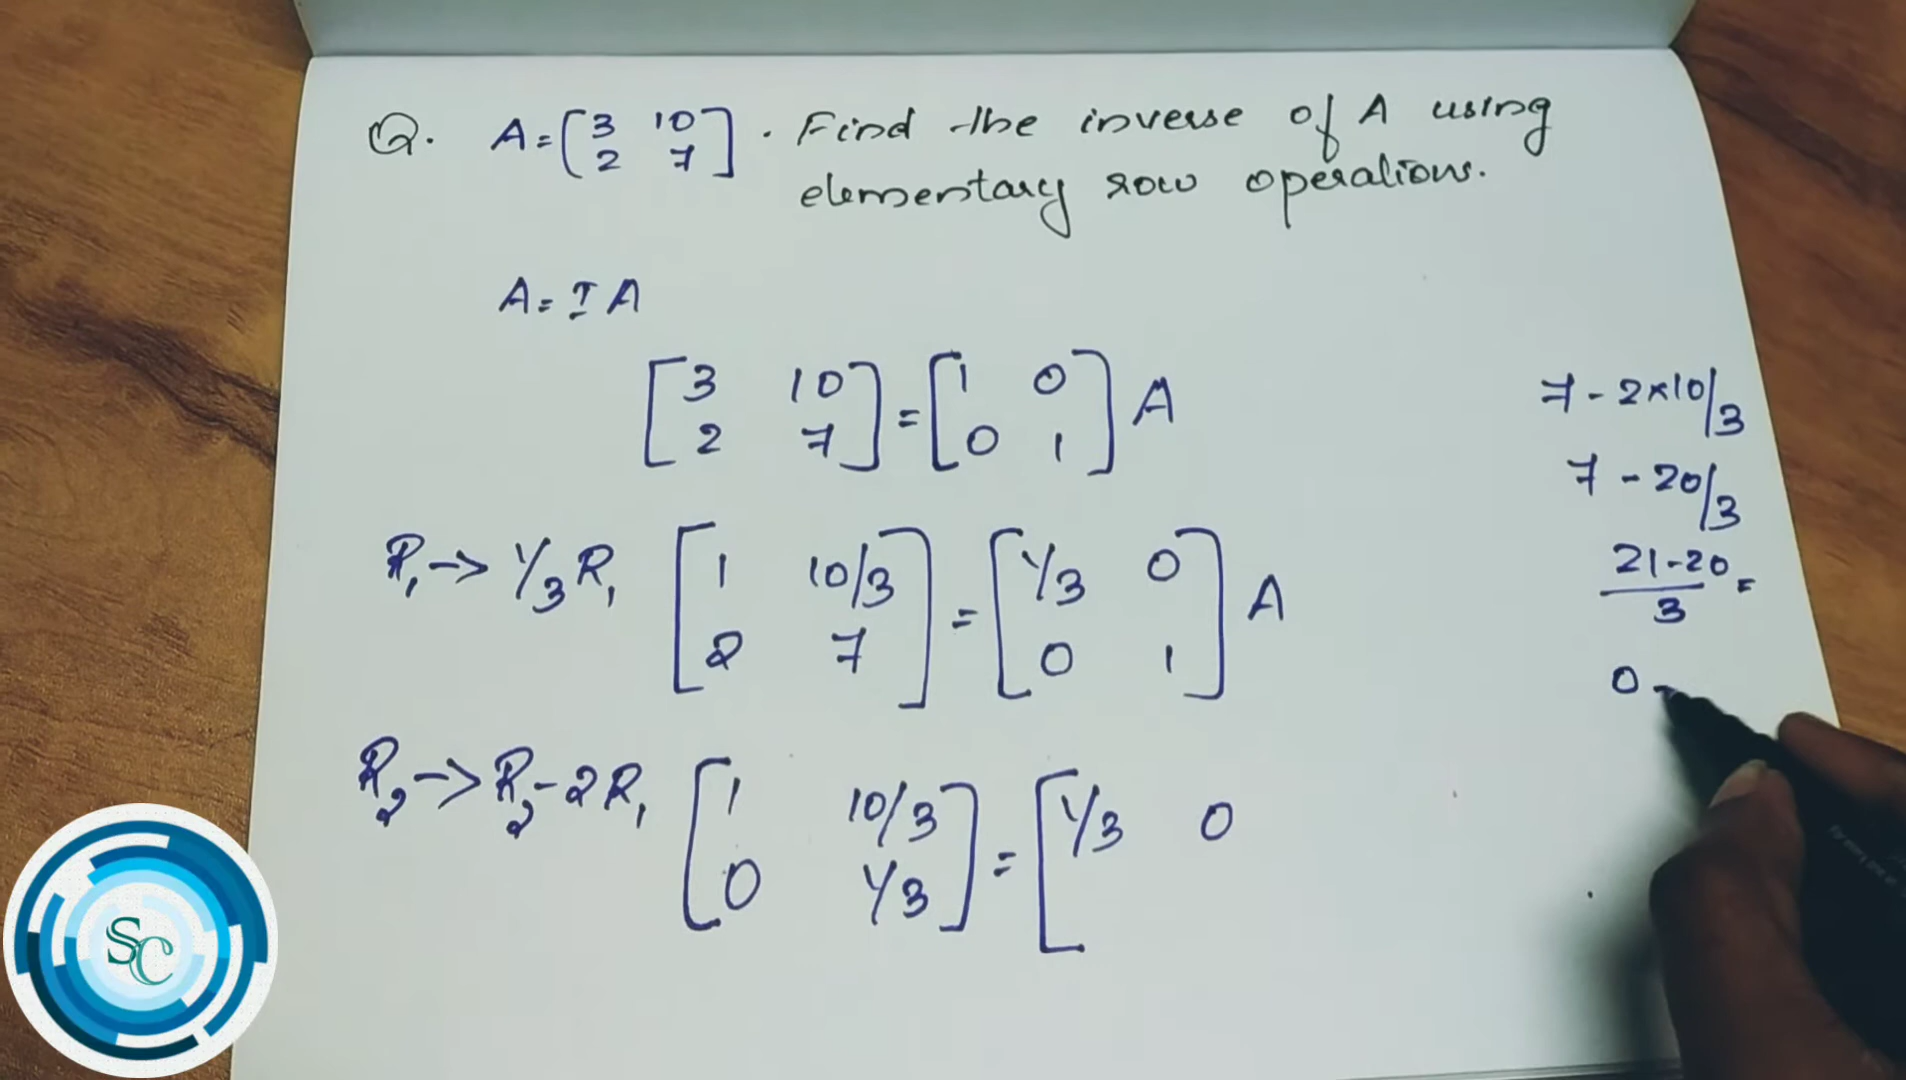 Q. A = [3 10 . Find the inverse of A using
2 7] elementary row operations.
A = IA
[3 10 = [1 0 A
2 7] 0 1]
R₁ → 1/3 R₁ [1 10/3 = [1/3 0 A
2 7] 0 1]
R₂ → R₂ - 2R₁ [1 10/3 = [1/3 0
0 1/3]
7 - 2×10/3
7 - 20/3
21-20/3 =
0 -
SC